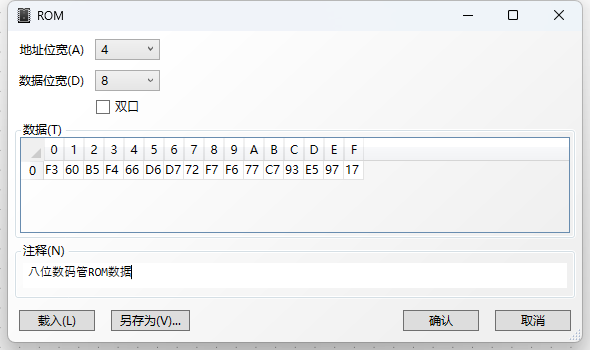 ROM
地址位宽(A) 4
数据位宽(D) 8
双口
数据(T)
0 1 2 3 4 5 6 7 8 9 A B C D E F
0 F3 60 B5 F4 66 D6 D7 72 F7 F6 77 C7 93 E5 97 17
注释(N)
八位数码管ROM数据
载入(L) 另存为(V)... 确认 取消